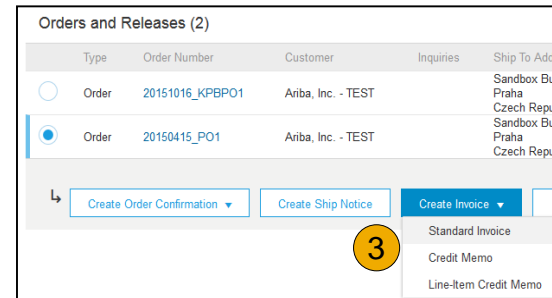 Orders and Releases (2)
Type Order Number Customer Inquiries Ship To Add
Sandbox Bu
Order 20151016_KPBPO1 Ariba, Inc. - TEST Praha
Czech Repu
Sandbox Bu
Order 20150415_PO1 Ariba, Inc. - TEST Praha
Czech Repu
Create Order Confirmation Create Ship Notice Create Invoice
Standard Invoice
3
Credit Memo
Line-Item Credit Memo